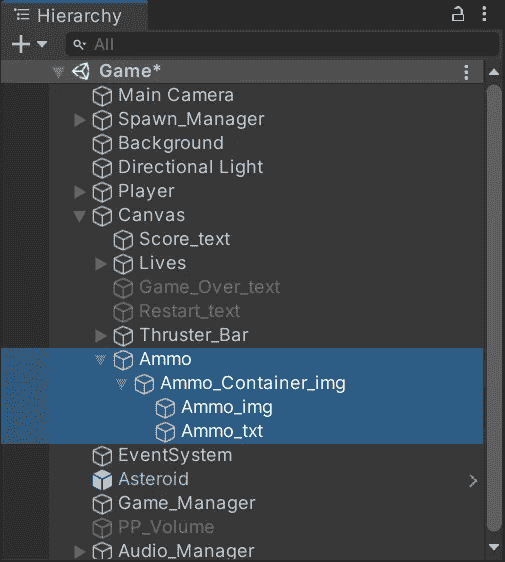 Hierarchy
All
Game*
Main Camera
Spawn_Manager
Background
Directional Light
Player
Canvas
Score_text
Lives
Game_Over_text
Restart_text
Thruster_Bar
Ammo
Ammo_Container_img
Ammo_img
Ammo_txt
EventSystem
Asteroid
Game_Manager
PP_Volume
Audio_Manager